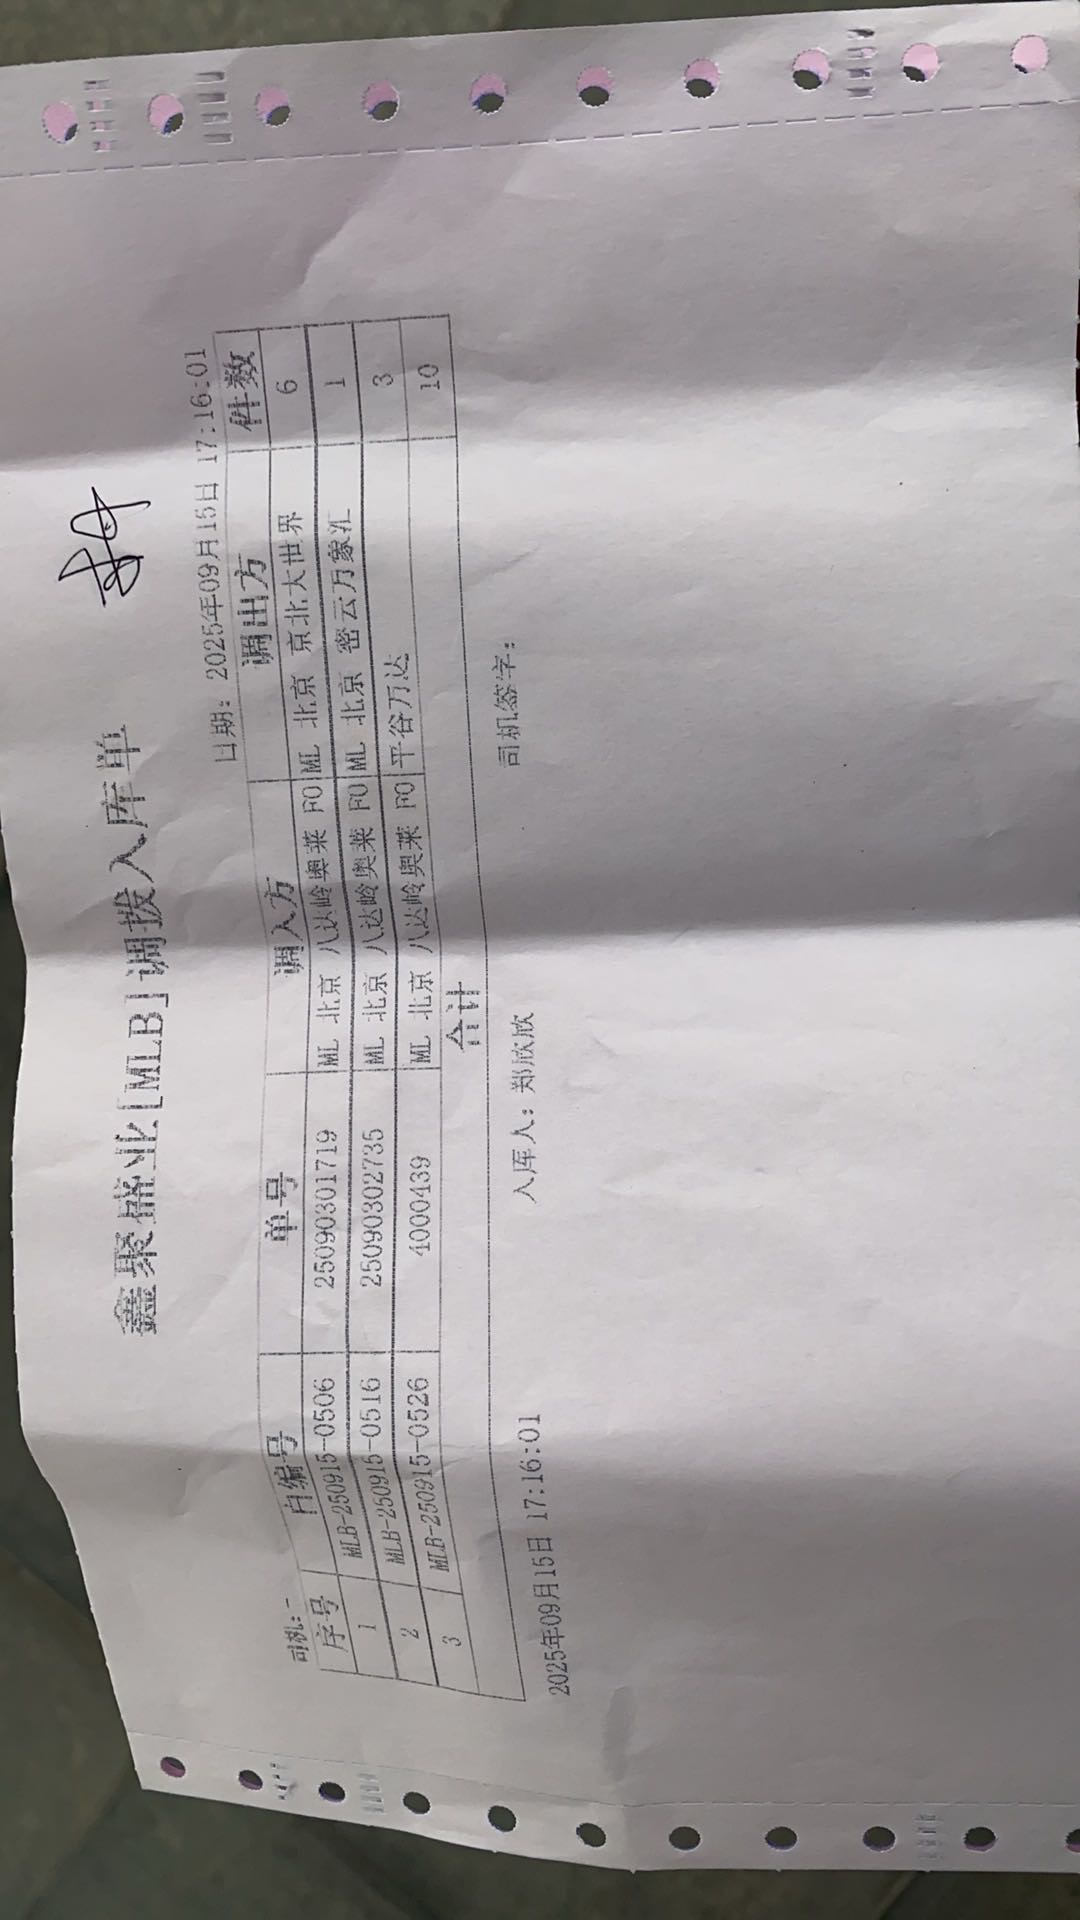 鑫聚盛业[MLB]调拨入库单
司机:-
日期: 2025年09月15日 17:16:01
序号 自编号 单号 调入方 调出方 件数
1 MLB-250915-0506 25090301719 ML 北京 八达岭奥莱 FO ML 北京 京北大世界 6
2 MLB-250915-0516 25090302735 ML 北京 八达岭奥莱 FO ML 北京 密云万象汇 1
3 MLB-250915-0526 4000439 ML 北京 八达岭奥莱 FO 平谷万达 3
合计 10
2025年09月15日 17:16:01 入库人: 郑欣欣 司机签字: